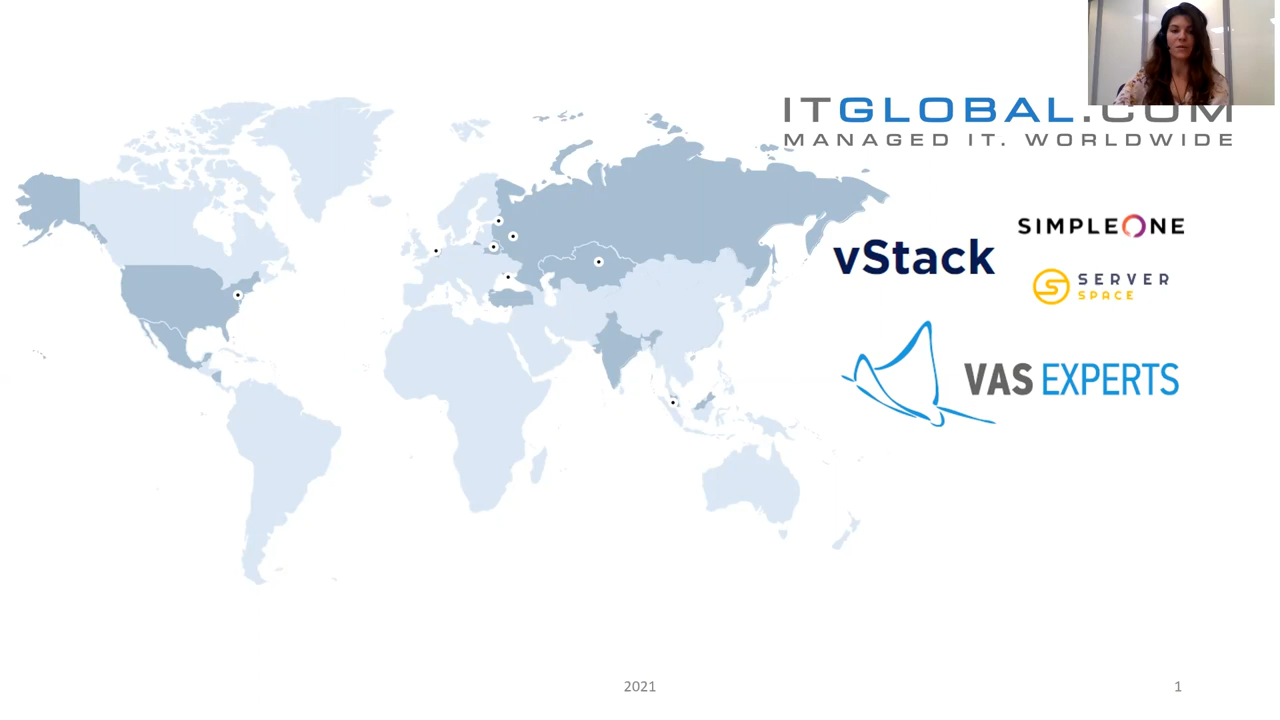 ITGLOBAL.COM
MANAGED IT. WORLDWIDE
SIMPLEONE
vStack
SERVER
SPACE
VAS EXPERTS
2021
1